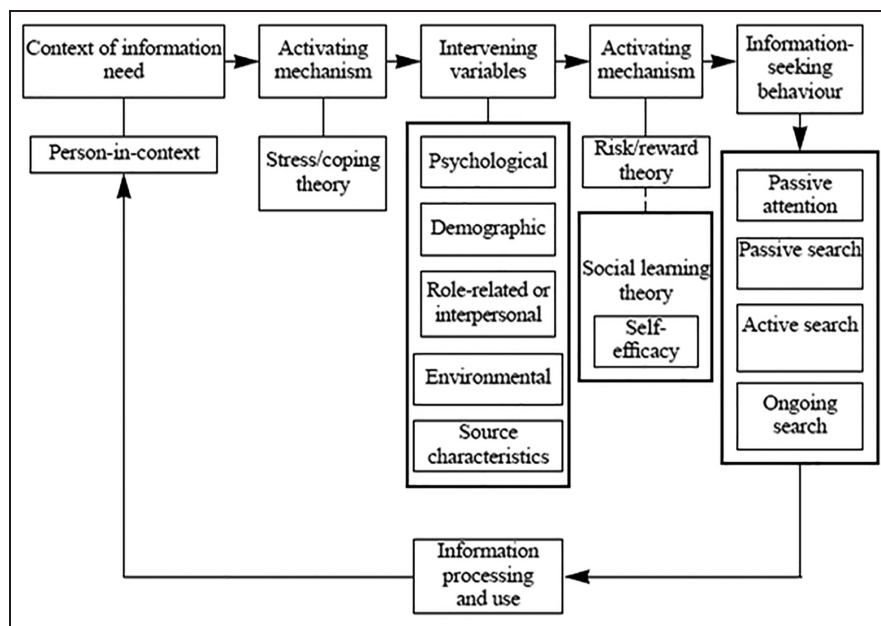 Context of information
need
Activating
mechanism
Intervening
variables
Activating
mechanism
Information-
seeking
behaviour
Person-in-context
Stress/coping
theory
Psychological
Demographic
Role-related or
interpersonal
Environmental
Source
characteristics
Risk/reward
theory
Social learning
theory
Self-
efficacy
Passive
attention
Passive search
Active search
Ongoing
search
Information
processing
and use